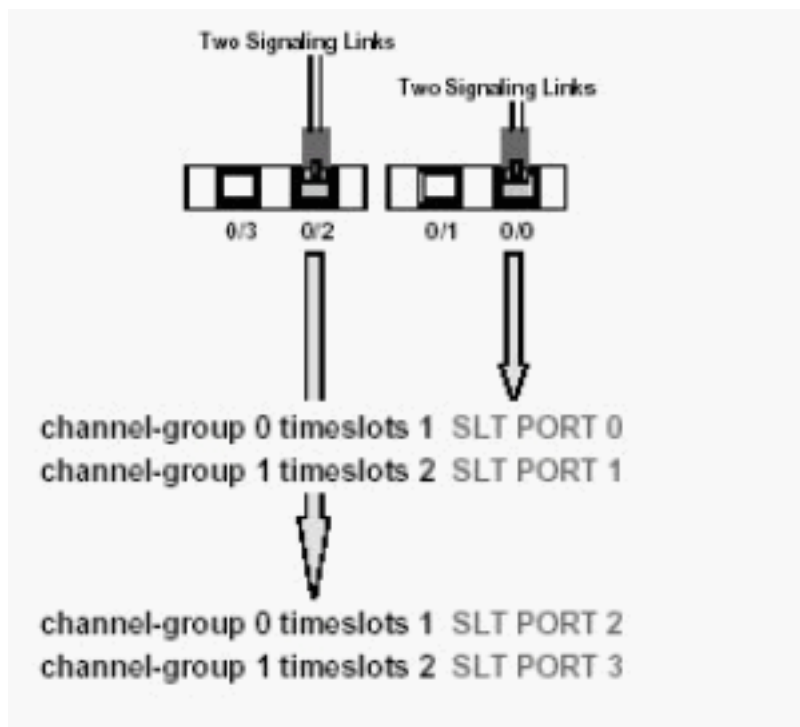 Two Signaling Links
Two Signaling Links
0/3 0/2 0/1 0/0
channel-group 0 timeslots 1 SLT PORT 0
channel-group 1 timeslots 2 SLT PORT 1
channel-group 0 timeslots 1 SLT PORT 2
channel-group 1 timeslots 2 SLT PORT 3